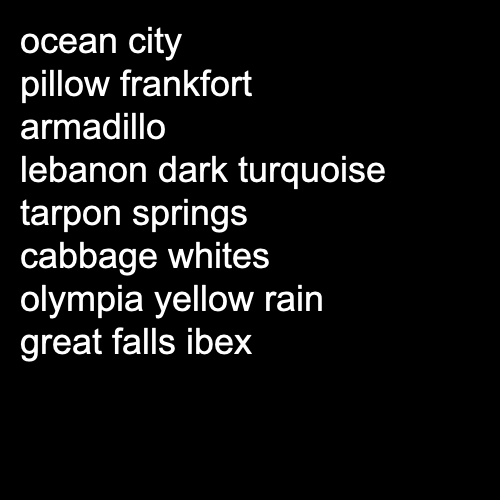 ocean city
pillow frankfort
armadillo
lebanon dark turquoise
tarpon springs
cabbage whites
olympia yellow rain
great falls ibex